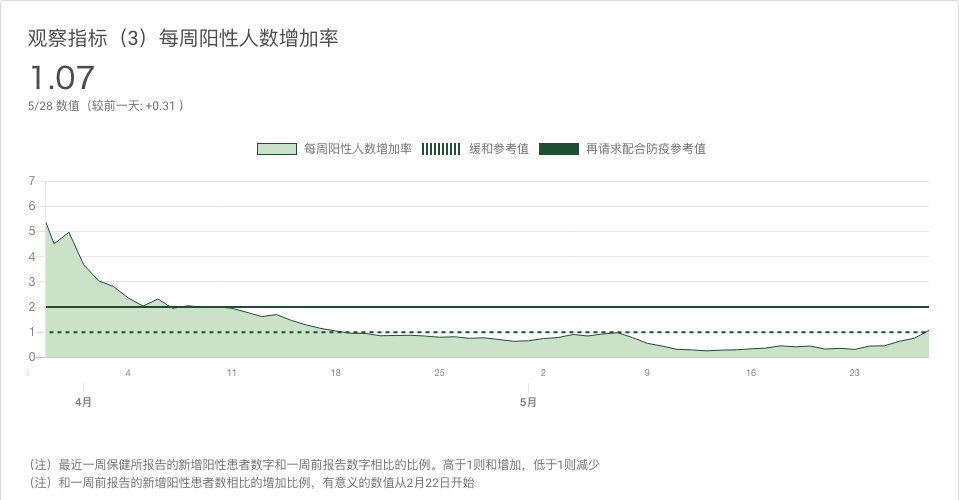 观察指标（3）每周阳性人数增加率
1.07
5/28 数值（较前一天: +0.31 ）
每周阳性人数增加率 缓和参考值 再请求配合防疫参考值
7
6
5
4
3
2
1
0
4 11 18 25 2 9 16 23
4月 5月
（注）最近一周保健所报告的新增阳性患者数字和一周前报告数字相比的比例。高于1则和增加，低于1则减少
（注）和一周前报告的新增阳性患者数相比的增加比例，有意义的数值从2月22日开始